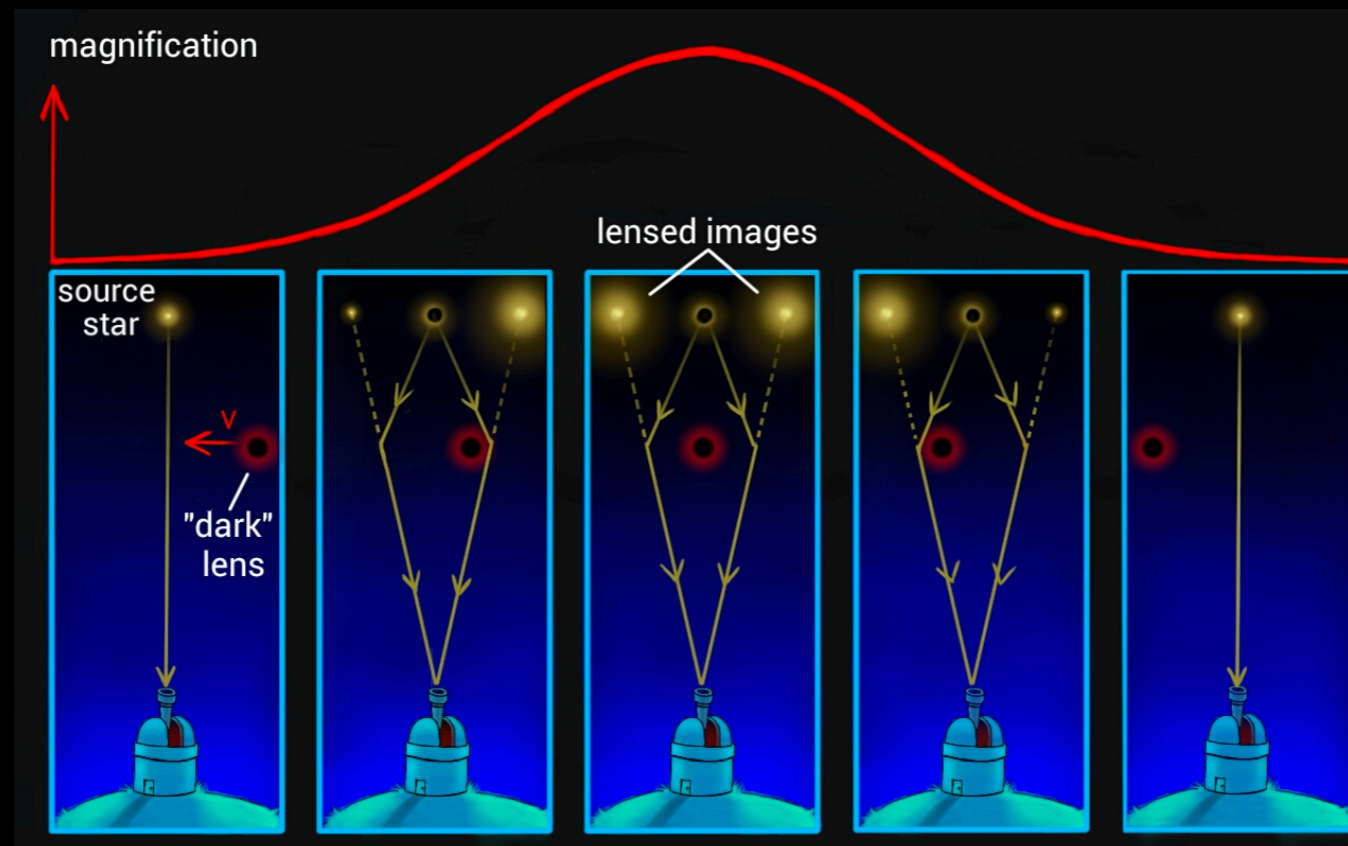 magnification
lensed images
source
star
v
"dark"
lens